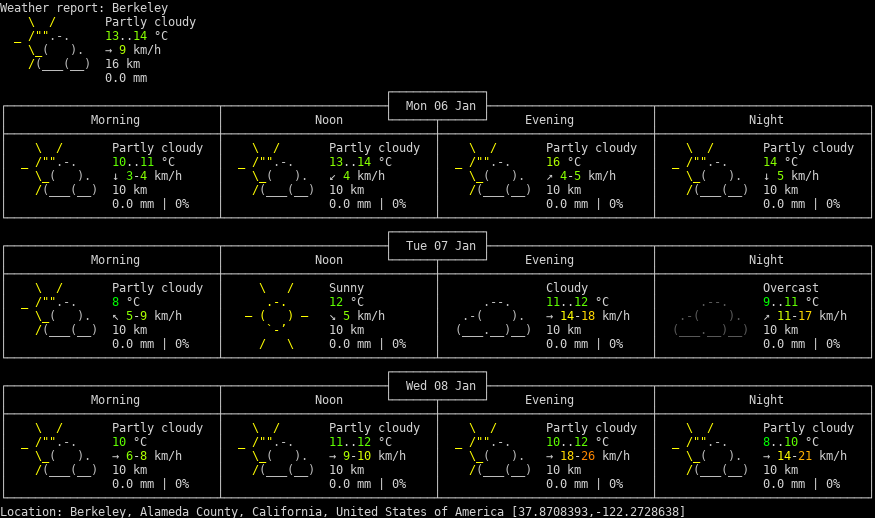 Weather report: Berkeley
Partly cloudy
13..14 °C
→ 9 km/h
16 km
0.0 mm
Mon 06 Jan
Morning Noon Evening Night
Partly cloudy Partly cloudy Partly cloudy Partly cloudy
10..11 °C 13..14 °C 16 °C 14 °C
↓ 3-4 km/h ↙ 4 km/h ↗ 4-5 km/h ↓ 5 km/h
10 km 10 km 10 km 10 km
0.0 mm | 0% 0.0 mm | 0% 0.0 mm | 0% 0.0 mm | 0%
Tue 07 Jan
Morning Noon Evening Night
Partly cloudy Sunny Cloudy Overcast
8 °C 12 °C 11..12 °C 9..11 °C
↖ 5-9 km/h ↘ 5 km/h → 14-18 km/h ↗ 11-17 km/h
10 km 10 km 10 km 10 km
0.0 mm | 0% 0.0 mm | 0% 0.0 mm | 0% 0.0 mm | 0%
Wed 08 Jan
Morning Noon Evening Night
Partly cloudy Partly cloudy Partly cloudy Partly cloudy
10 °C 11..12 °C 10..12 °C 8..10 °C
→ 6-8 km/h → 9-10 km/h → 18-26 km/h → 14-21 km/h
10 km 10 km 10 km 10 km
0.0 mm | 0% 0.0 mm | 0% 0.0 mm | 0% 0.0 mm | 0%
Location: Berkeley, Alameda County, California, United States of America [37.8708393,-122.2728638]